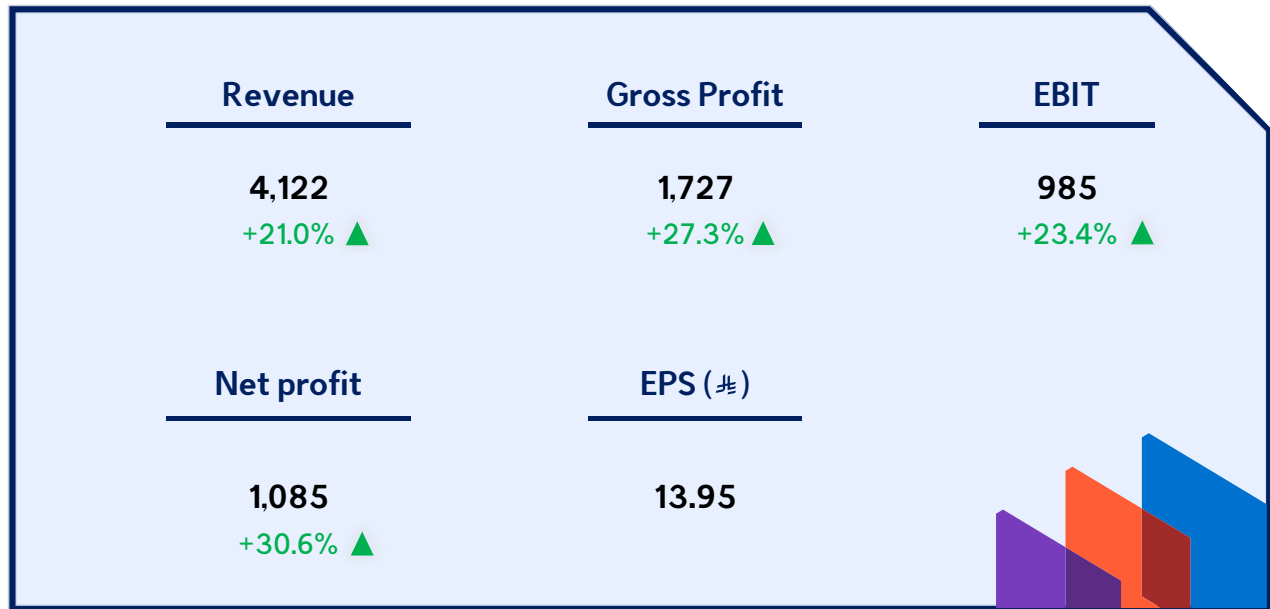 Revenue
Gross Profit
EBIT
4,122
1,727
985
+21.0% ▲
+27.3% ▲
+23.4% ▲
Net profit
EPS (⃁)
1,085
13.95
+30.6% ▲